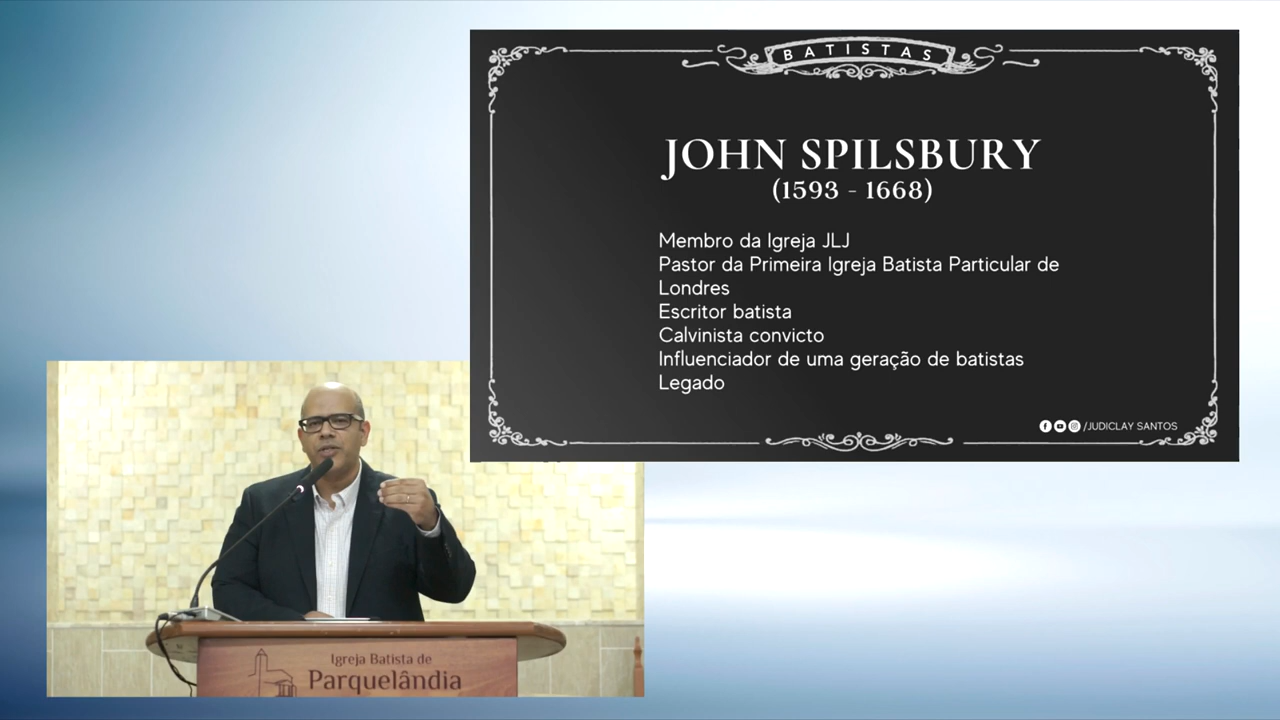 BATISTAS
JOHN SPILSBURY
(1593 - 1668)
Membro da Igreja JLJ
Pastor da Primeira Igreja Batista Particular de
Londres
Escritor batista
Calvinista convicto
Influenciador de uma geração de batistas
Legado
/JUDICLAY SANTOS
Igreja Batista de
Parquelândia